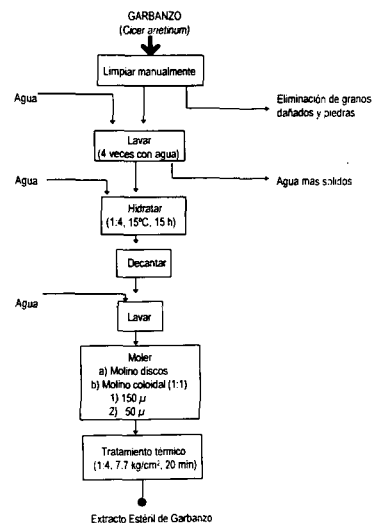 GARBANZO
(Cicer arietinum)
Limpiar manualmente
Agua
Eliminación de granos
dañados y piedras
Lavar
(4 veces con agua)
Agua
Agua mas solidos
Hidratar
(1:4, 15°C, 15 h)
Decantar
Agua
Lavar
Moler
a) Molino discos
b) Molino coloidal (1:1)
1) 150 µ
2) 50 µ
Tratamiento térmico
(1:4, 7.7 kg/cm², 20 min)
Extracto Estéril de Garbanzo